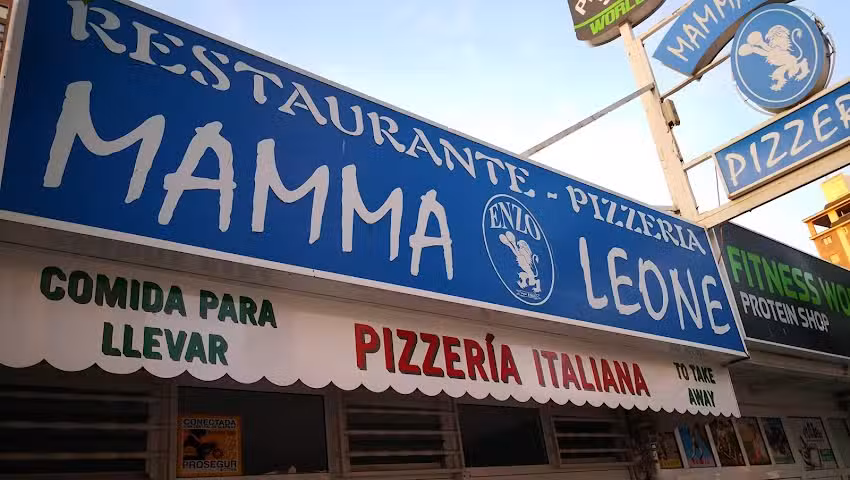 RESTAURANTE - PIZZERIA
MAMMA
ENZO
LEONE
COMIDA PARA
LLEVAR
PIZZERÍA ITALIANA
TO TAKE
AWAY
CONECTADA
PROSEGUR
WORLD
MAMM
PIZZER
FITNESS WO
PROTEIN SHOP